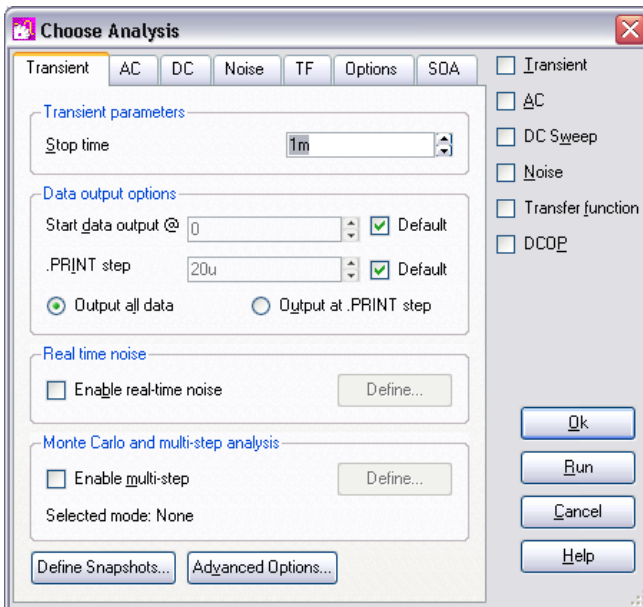 Choose Analysis
Transient AC DC Noise TF Options SOA
Transient parameters
Stop time 1m
Data output options
Start data output @ 0 Default
.PRINT step 20u Default
Output all data Output at .PRINT step
Real time noise
Enable real-time noise Define...
Monte Carlo and multi-step analysis
Enable multi-step Define...
Selected mode: None
Define Snapshots... Advanced Options...
Transient
AC
DC Sweep
Noise
Transfer function
DCOP
Ok
Run
Cancel
Help